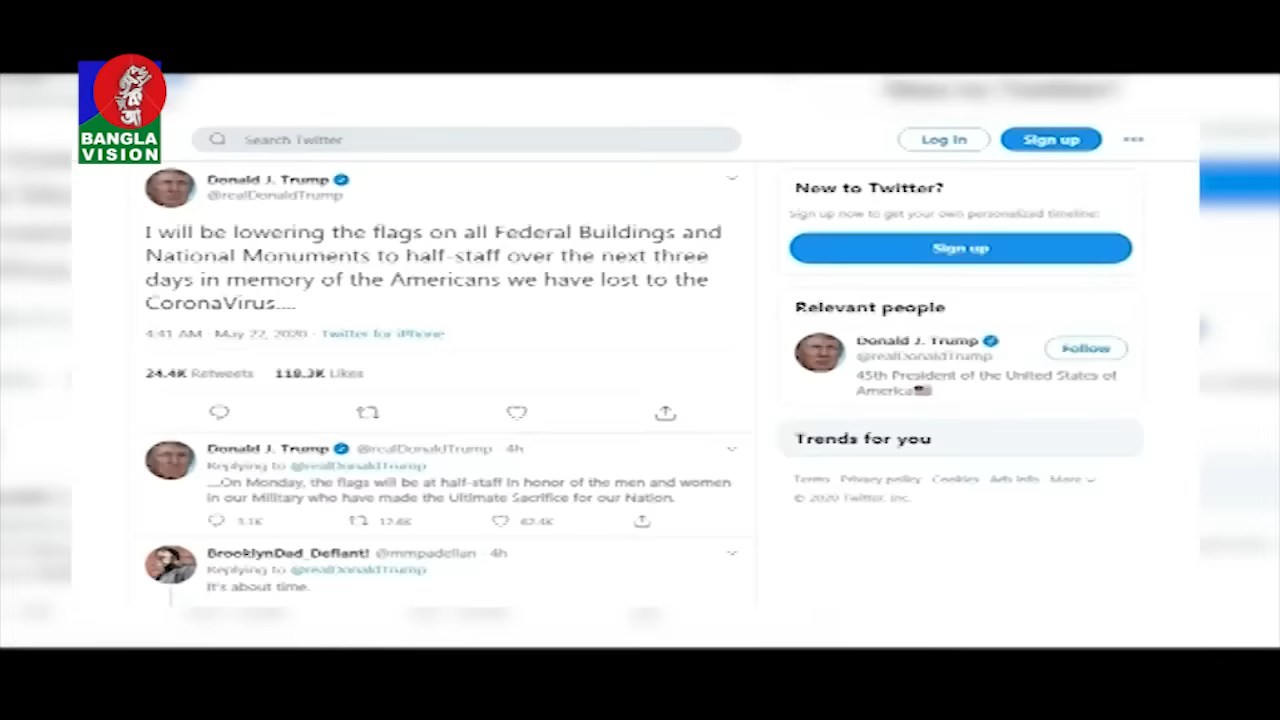 BANGLA
VISION
Search Twitter
Log in
Sign up
Donald J. Trump
@realDonaldTrump
I will be lowering the flags on all Federal Buildings and
National Monuments to half-staff over the next three
days in memory of the Americans we have lost to the
CoronaVirus....
4:41 AM · May 22, 2020 · Twitter for iPhone
24.4K Retweets 118.3K Likes
Donald J. Trump @realDonaldTrump · 4h
Replying to @realDonaldTrump
....On Monday, the flags will be at half-staff in honor of the men and women
in our Military who have made the Ultimate Sacrifice for our Nation.
BrooklynDad_Defiant! @mmpadellan · 4h
Replying to @realDonaldTrump
It's about time.
New to Twitter?
Sign up now to get your own personalized timeline!
Sign up
Relevant people
Donald J. Trump
@realDonaldTrump
Follow
45th President of the United States of
America
Trends for you
Terms Privacy policy Cookies Ads info More
© 2020 Twitter, Inc.